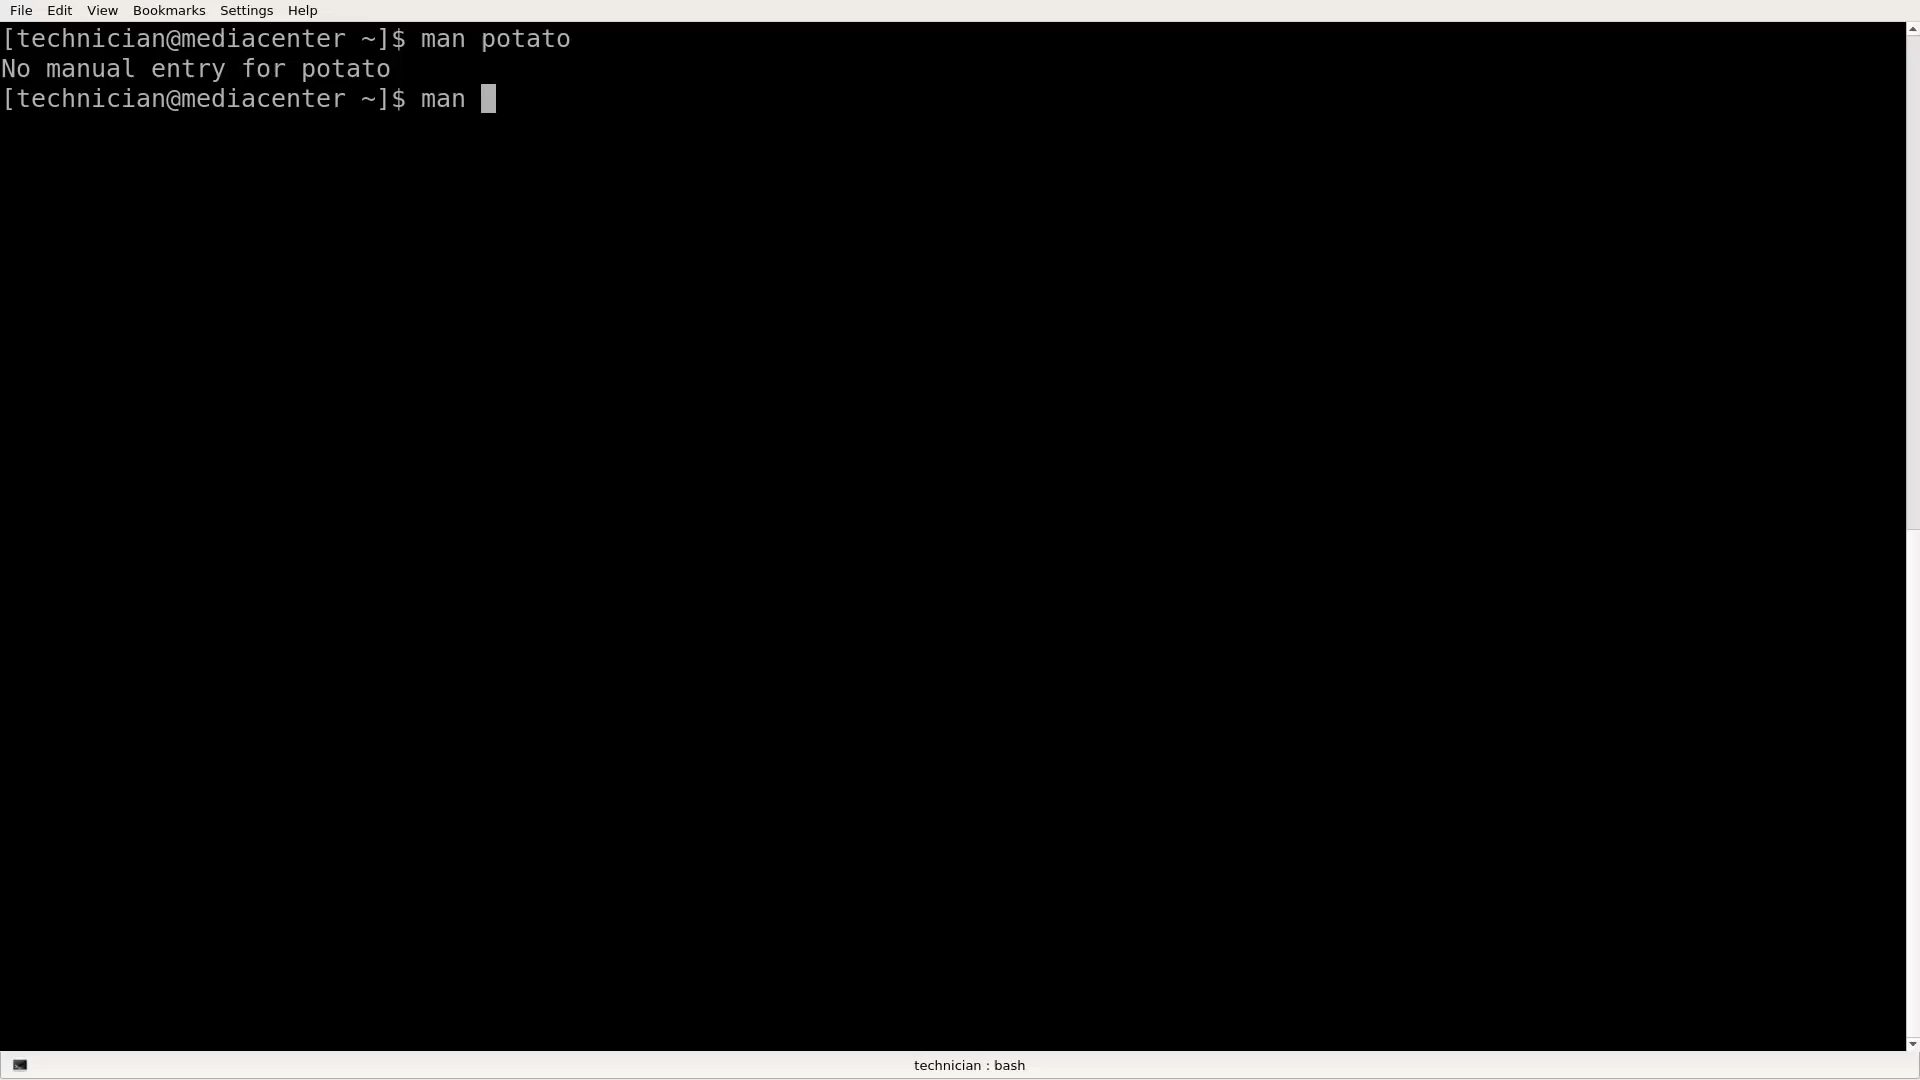 File Edit View Bookmarks Settings Help
[technician@mediacenter ~]$ man potato
No manual entry for potato
[technician@mediacenter ~]$ man
technician : bash